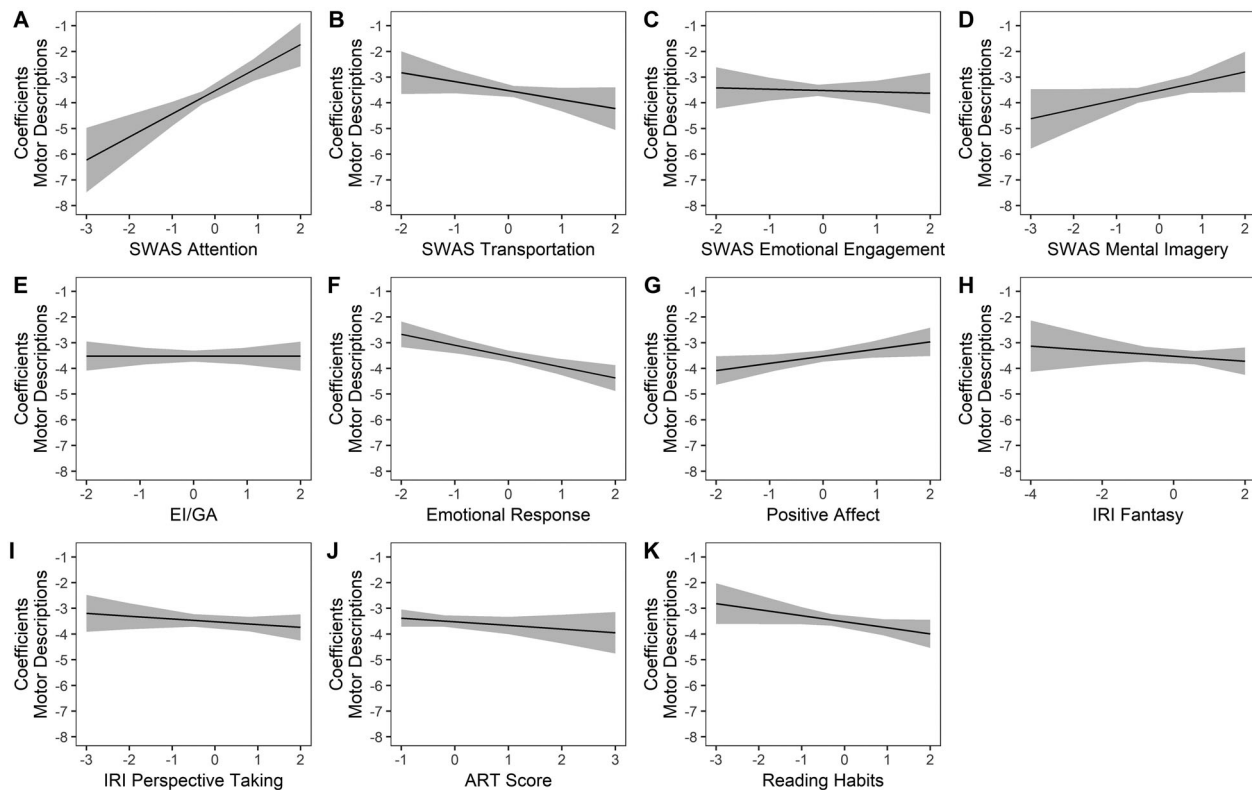 A
Coefficients
Motor Descriptions
-1
-2
-3
-4
-5
-6
-7
-8
-3 -2 -1 0 1 2
SWAS Attention
B
Coefficients
Motor Descriptions
-1
-2
-3
-4
-5
-6
-7
-8
-2 -1 0 1 2
SWAS Transportation
C
Coefficients
Motor Descriptions
-1
-2
-3
-4
-5
-6
-7
-8
-2 -1 0 1 2
SWAS Emotional Engagement
D
Coefficients
Motor Descriptions
-1
-2
-3
-4
-5
-6
-7
-8
-3 -2 -1 0 1 2
SWAS Mental Imagery
E
Coefficients
Motor Descriptions
-1
-2
-3
-4
-5
-6
-7
-8
-2 -1 0 1 2
EI/GA
F
Coefficients
Motor Descriptions
-1
-2
-3
-4
-5
-6
-7
-8
-2 -1 0 1 2
Emotional Response
G
Coefficients
Motor Descriptions
-1
-2
-3
-4
-5
-6
-7
-8
-2 -1 0 1 2
Positive Affect
H
Coefficients
Motor Descriptions
-1
-2
-3
-4
-5
-6
-7
-8
-4 -2 0 2
IRI Fantasy
I
Coefficients
Motor Descriptions
-1
-2
-3
-4
-5
-6
-7
-8
-3 -2 -1 0 1 2
IRI Perspective Taking
J
Coefficients
Motor Descriptions
-1
-2
-3
-4
-5
-6
-7
-8
-1 0 1 2 3
ART Score
K
Coefficients
Motor Descriptions
-1
-2
-3
-4
-5
-6
-7
-8
-3 -2 -1 0 1 2
Reading Habits